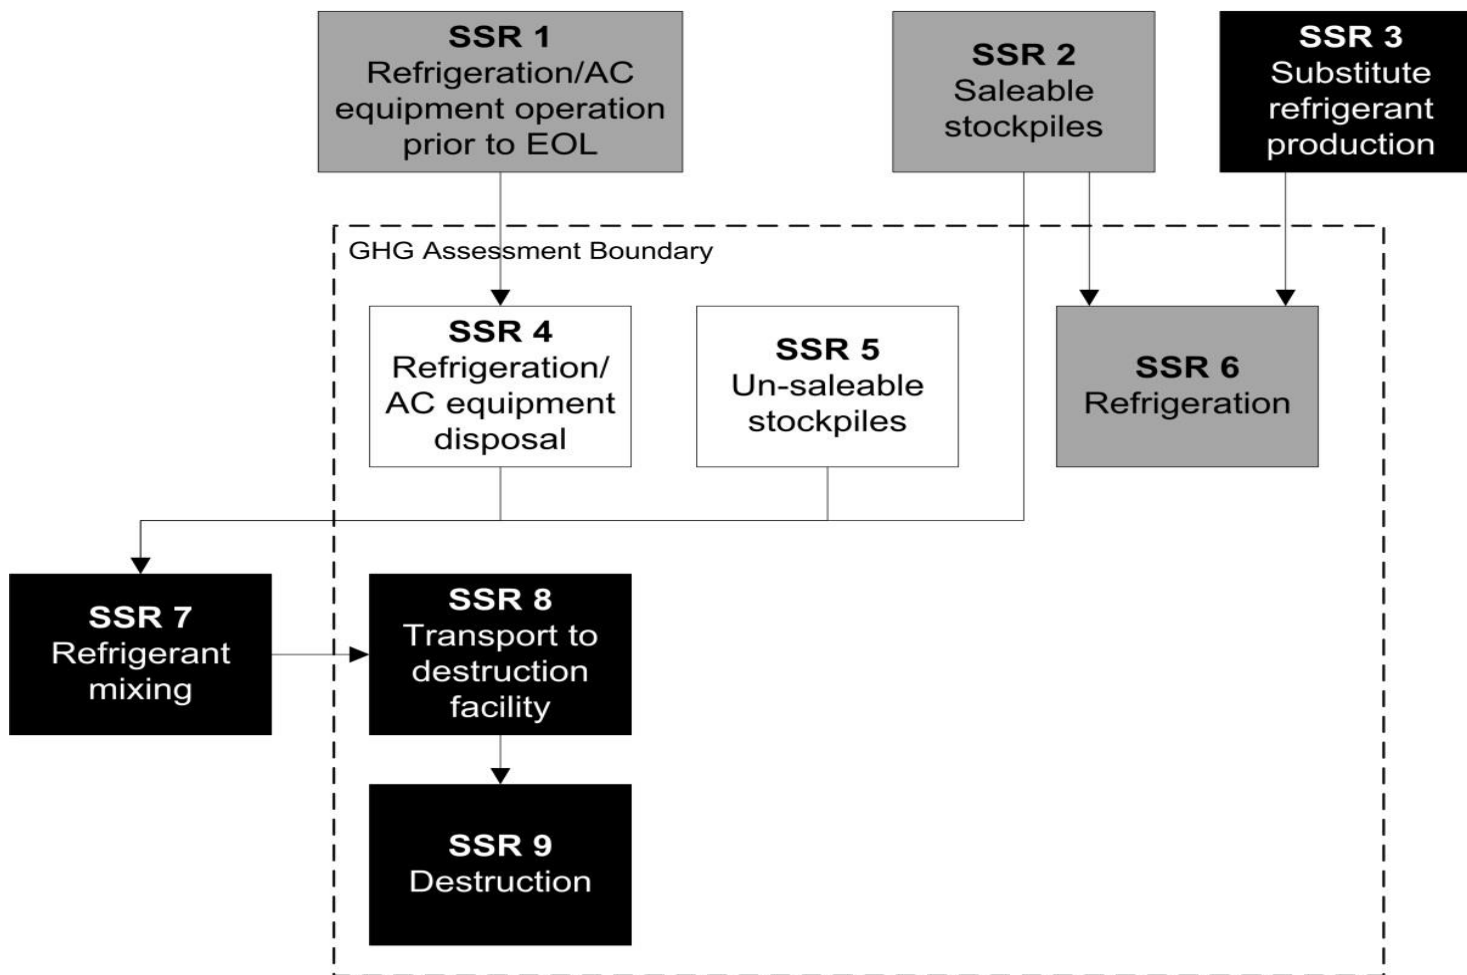 SSR 1
Refrigeration/AC
equipment operation
prior to EOL
SSR 2
Saleable
stockpiles
SSR 3
Substitute
refrigerant
production
GHG Assessment Boundary
SSR 4
Refrigeration/
AC equipment
disposal
SSR 5
Un-saleable
stockpiles
SSR 6
Refrigeration
SSR 7
Refrigerant
mixing
SSR 8
Transport to
destruction
facility
SSR 9
Destruction